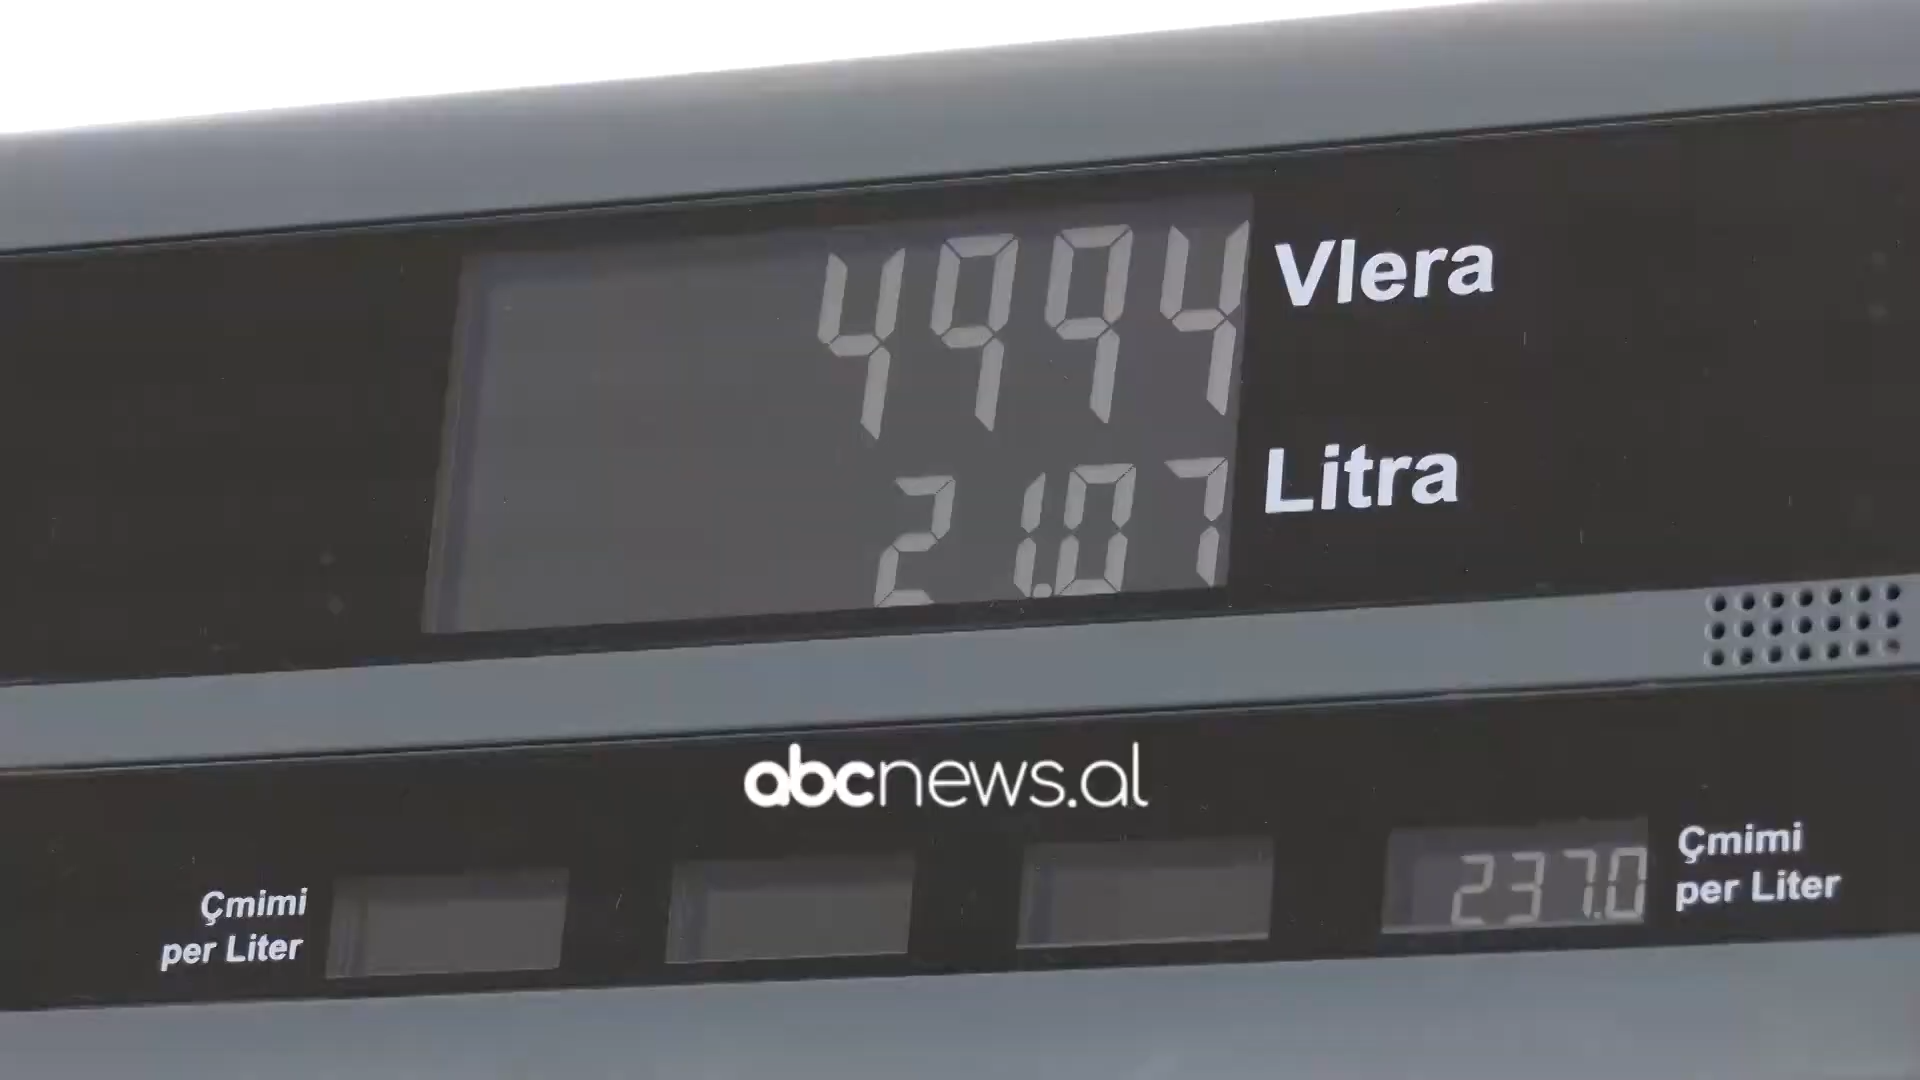 4994 Vlera
21.07 Litra
abcnews.al
Çmimi
per Liter
237.0
Çmimi
per Liter